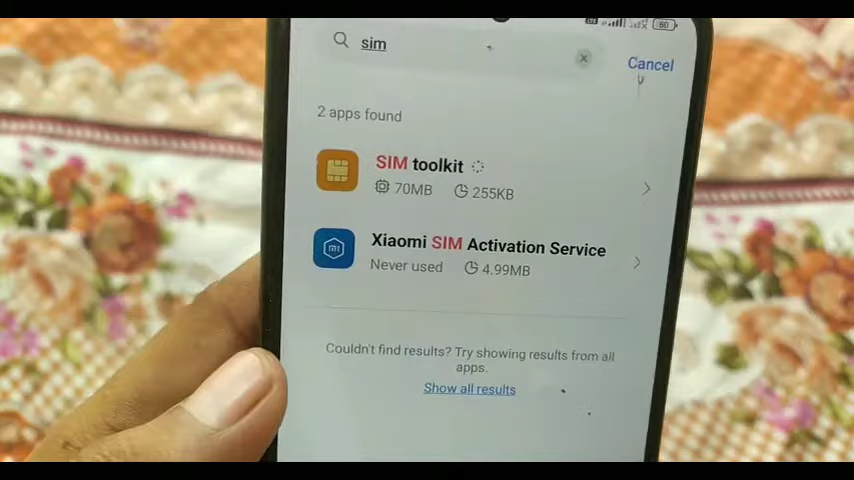 60
sim
Cancel
2 apps found
SIM toolkit
70MB 255KB
Xiaomi SIM Activation Service
Never used 4.99MB
Couldn't find results? Try showing results from all
apps.
Show all results